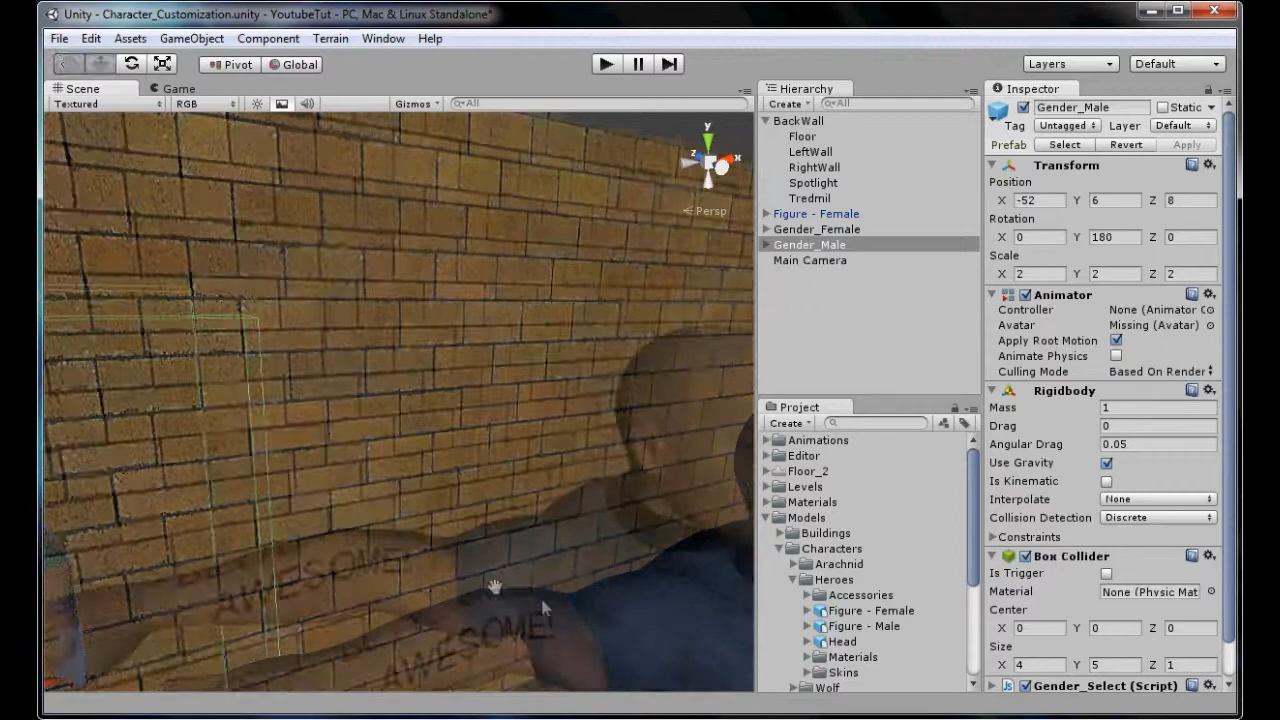 Unity - Character_Customization.unity - YoutubeTut - PC, Mac & Linux Standalone*
File Edit Assets GameObject Component Terrain Window Help
Pivot Global Layers Default
Scene Game
Textured RGB Gizmos All
y
z x
Persp
BE
AWESOME!
BE
AWESOME!
Hierarchy
Create All
BackWall
Floor
LeftWall
RightWall
Spotlight
Tredmil
Figure - Female
Gender_Female
Gender_Male
Main Camera
Project
Create
Animations
Editor
Floor_2
Levels
Materials
Models
Buildings
Characters
Arachnid
Heroes
Accessories
Figure - Female
Figure - Male
Head
Materials
Skins
Wolf
Inspector
Gender_Male Static
Tag Untagged Layer Default
Prefab Select Revert Apply
Transform
Position
X -52 Y 6 Z 8
Rotation
X 0 Y 180 Z 0
Scale
X 2 Y 2 Z 2
Animator
Controller None (Animator C
Avatar Missing (Avatar)
Apply Root Motion
Animate Physics
Culling Mode Based On Render
Rigidbody
Mass 1
Drag 0
Angular Drag 0.05
Use Gravity
Is Kinematic
Interpolate None
Collision Detection Discrete
Constraints
Box Collider
Is Trigger
Material None (Physic Mat
Center
X 0 Y 0 Z 0
Size
X 4 Y 5 Z 1
Gender_Select (Script)